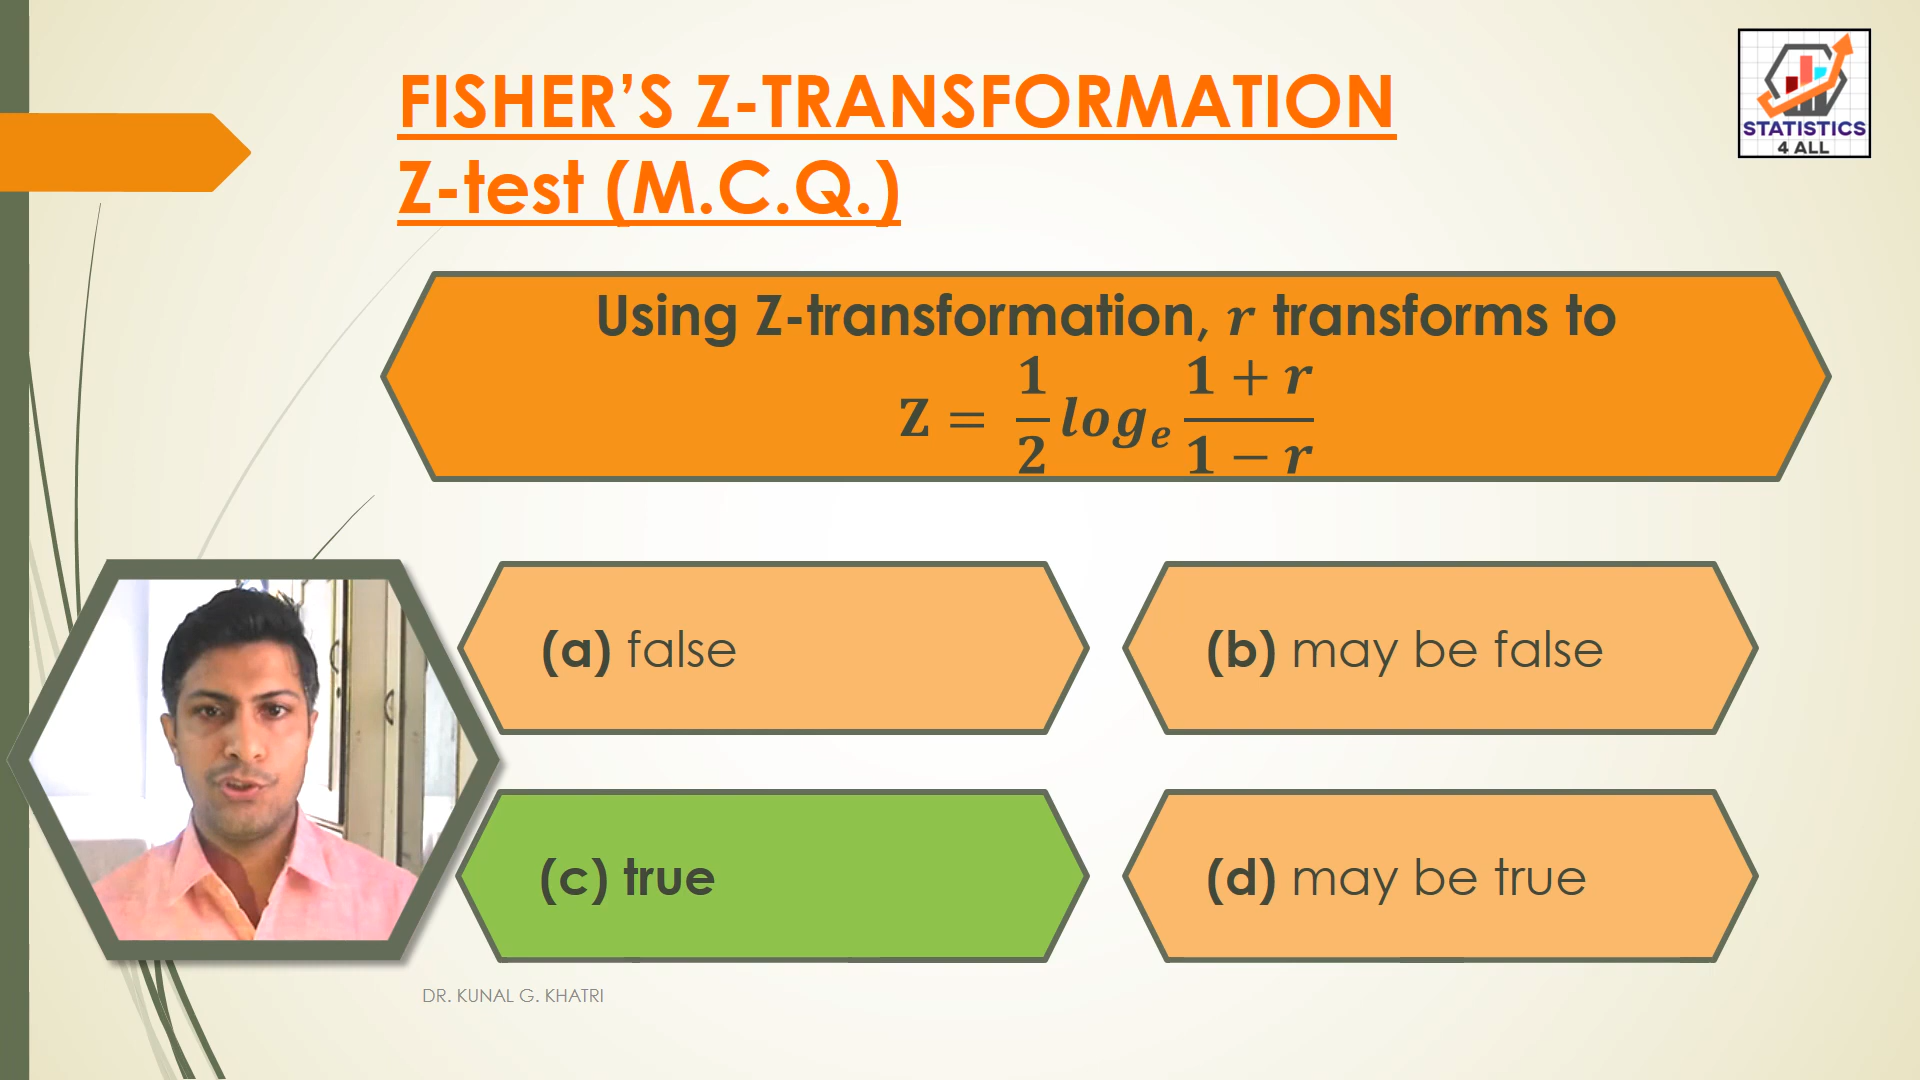 FISHER’S Z-TRANSFORMATION
Z-test (M.C.Q.)
STATISTICS
4 ALL
Using Z-transformation, r transforms to
Z = 1/2 log_e (1 + r)/(1 − r)
(a) false
(b) may be false
(c) true
(d) may be true
DR. KUNAL G. KHATRI